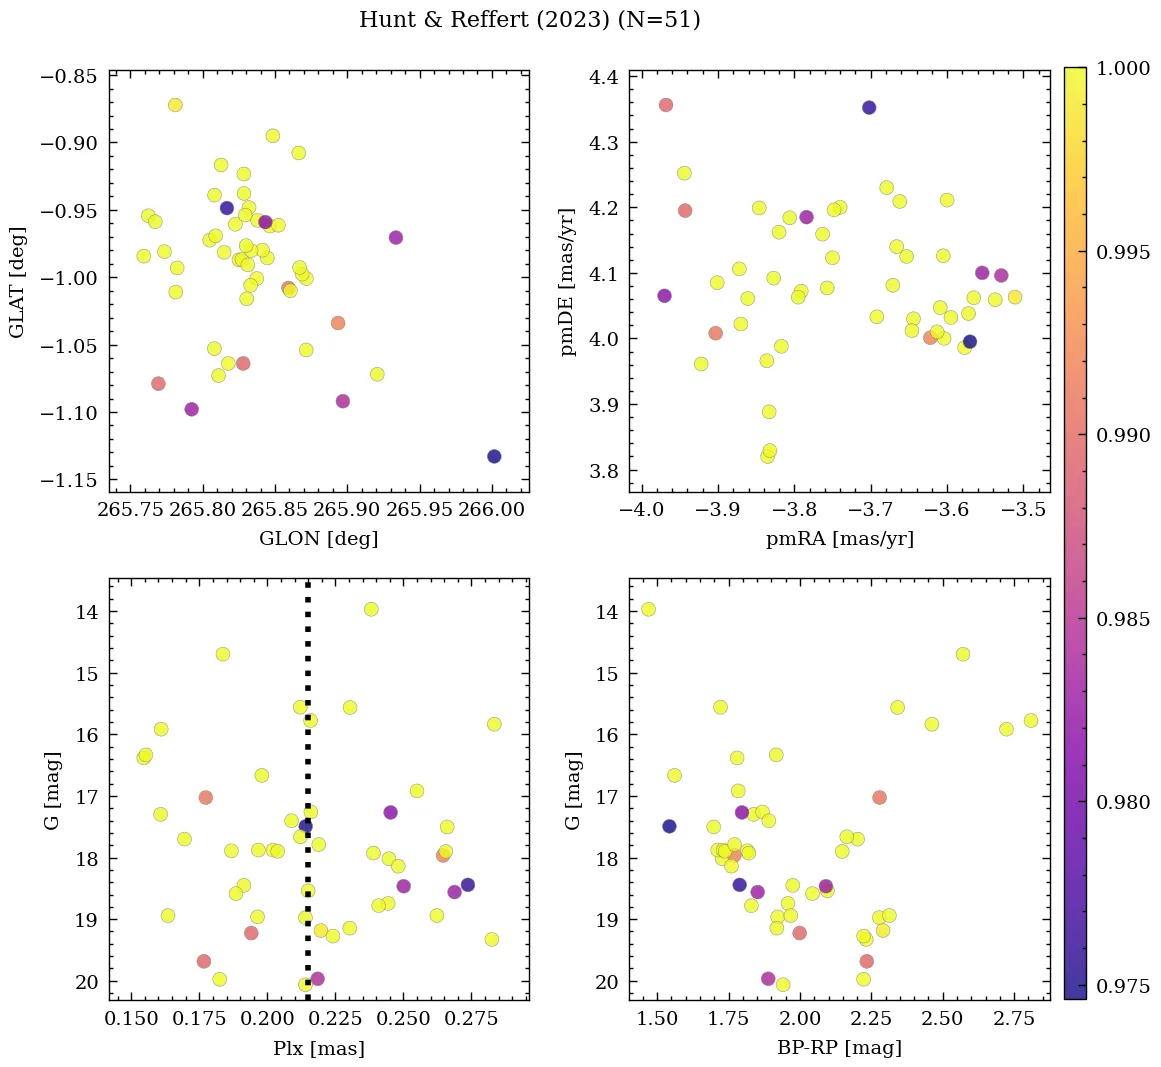 Hunt & Reffert (2023) (N=51)
−0.85
−0.90
−0.95
−1.00
−1.05
−1.10
−1.15
GLAT [deg]
265.75 265.80 265.85 265.90 265.95 266.00
GLON [deg]
4.4
4.3
4.2
4.1
4.0
3.9
3.8
pmDE [mas/yr]
−4.0 −3.9 −3.8 −3.7 −3.6 −3.5
pmRA [mas/yr]
14
15
16
17
18
19
20
G [mag]
0.150 0.175 0.200 0.225 0.250 0.275
Plx [mas]
14
15
16
17
18
19
20
G [mag]
1.50 1.75 2.00 2.25 2.50 2.75
BP-RP [mag]
1.000
0.995
0.990
0.985
0.980
0.975